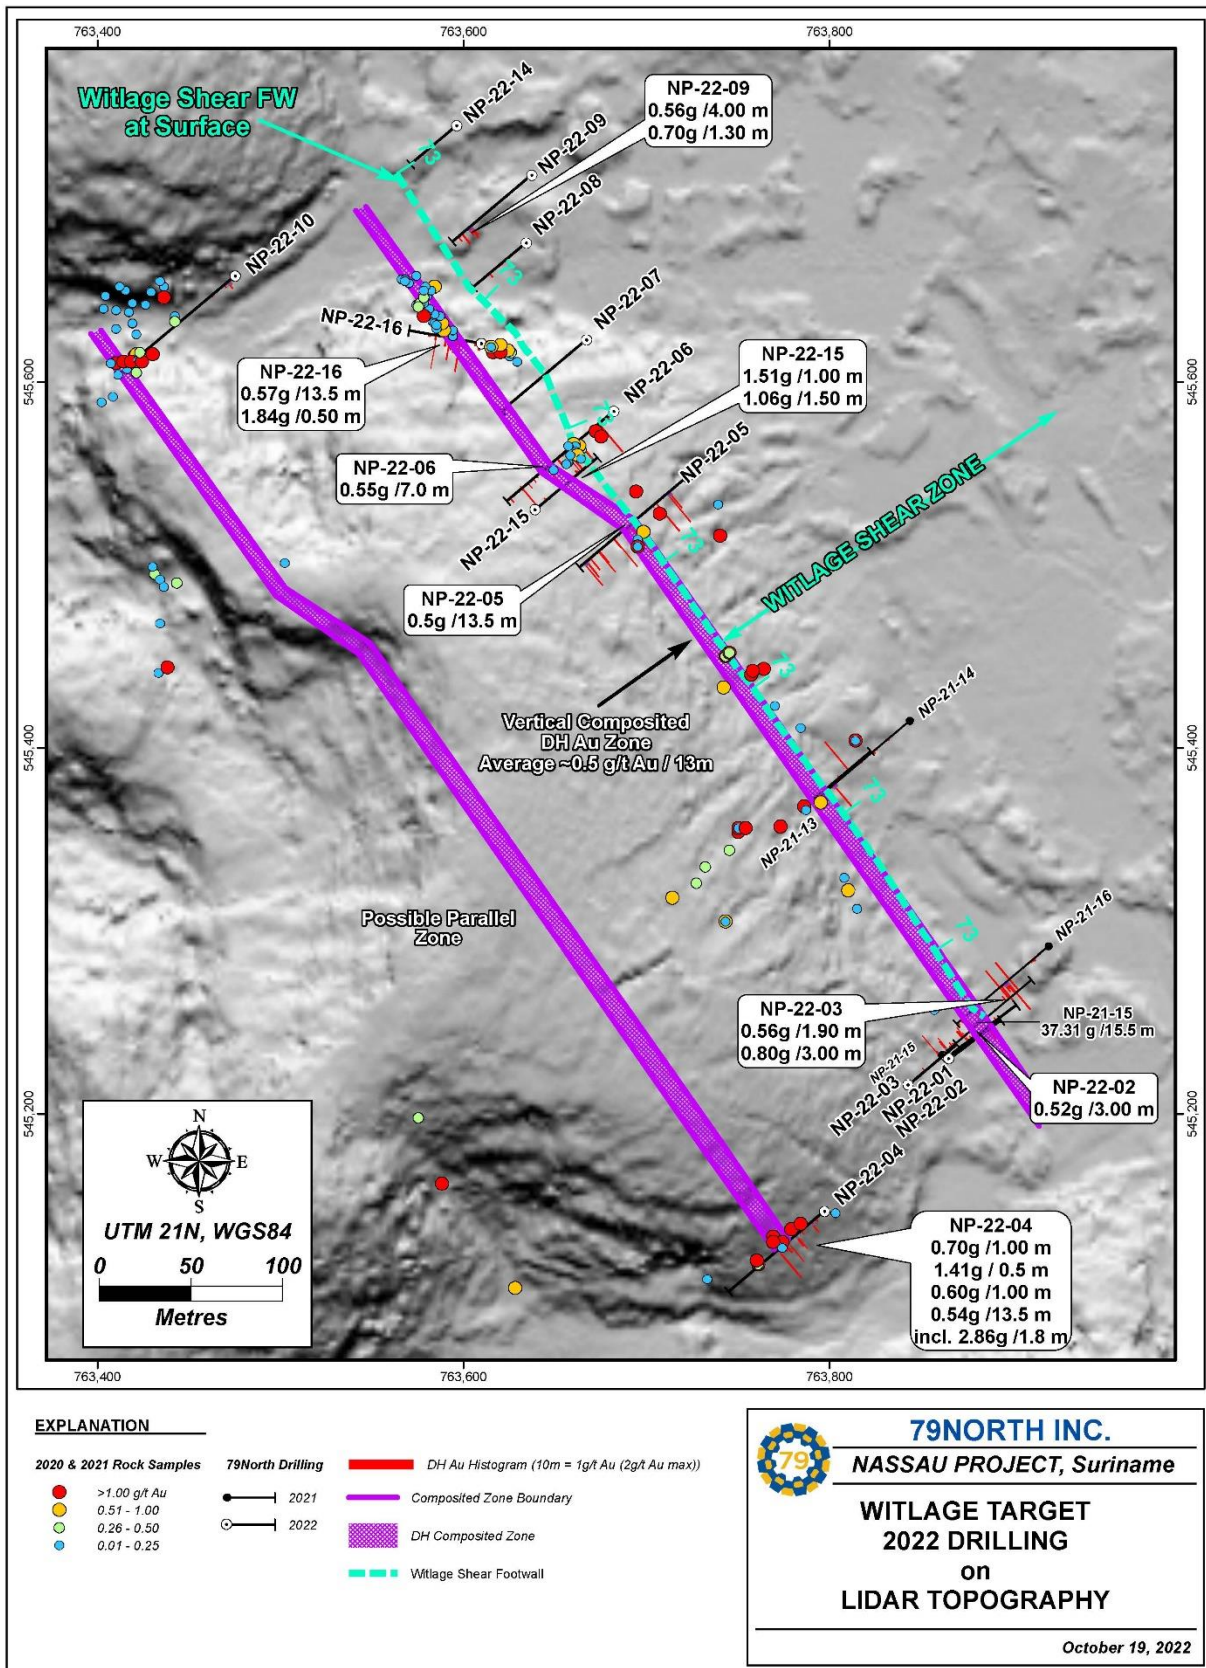 763,400
763,600
763,800
Witlage Shear FW
at Surface
NP-22-14
NP-22-09
NP-22-08
NP-22-09
0.56g /4.00 m
0.70g /1.30 m
73
NP-22-10
73
NP-22-07
NP-22-16
NP-22-06
NP-22-15
1.51g /1.00 m
1.06g /1.50 m
NP-22-16
0.57g /13.5 m
1.84g /0.50 m
545,600
545,600
73
NP-22-05
NP-22-06
0.55g /7.0 m
NP-22-15
73
WITLAGE SHEAR ZONE
NP-22-05
0.5g /13.5 m
73
NP-21-14
Vertical Composited
DH Au Zone
Average ~0.5 g/t Au / 13m
545,400
545,400
73
NP-21-13
Possible Parallel
Zone
73
NP-21-16
NP-22-03
0.56g /1.90 m
0.80g /3.00 m
NP-21-15
37.31 g /15.5 m
NP-21-15
NP-22-03
NP-22-01
NP-22-02
NP-22-02
0.52g /3.00 m
545,200
545,200
N
W
E
S
UTM 21N, WGS84
0
50
100
Metres
NP-22-04
NP-22-04
0.70g /1.00 m
1.41g / 0.5 m
0.60g /1.00 m
0.54g /13.5 m
incl. 2.86g /1.8 m
763,400
763,600
763,800
EXPLANATION
2020 & 2021 Rock Samples
>1.00 g/t Au
0.51 - 1.00
0.26 - 0.50
0.01 - 0.25
79North Drilling
2021
2022
DH Au Histogram (10m = 1g/t Au (2g/t Au max))
Composited Zone Boundary
DH Composited Zone
Witlage Shear Footwall
79
79NORTH INC.
NASSAU PROJECT, Suriname
WITLAGE TARGET
2022 DRILLING
on
LIDAR TOPOGRAPHY
October 19, 2022